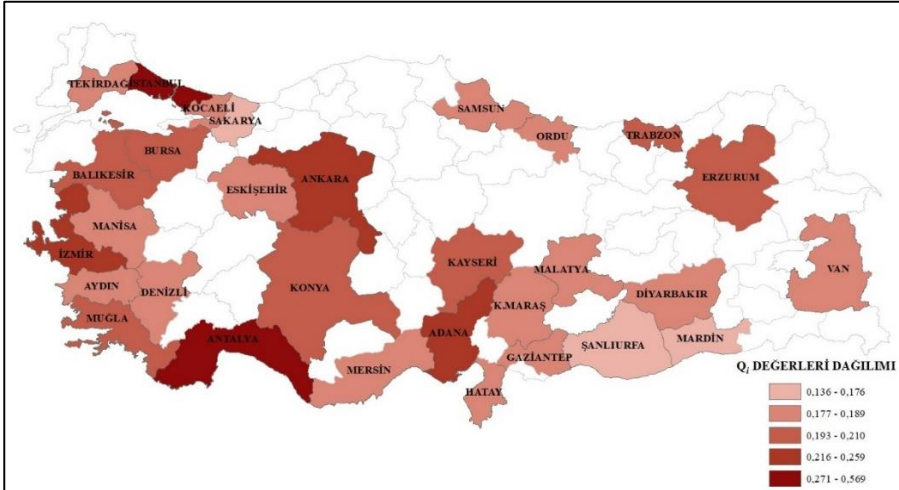 TEKİRDAĞ
İSTANBUL
KOCAELİ
SAKARYA
SAMSUN
ORDU
TRABZON
BURSA
BALIKESİR
ESKİŞEHİR
ANKARA
ERZURUM
MANİSA
İZMİR
KAYSERİ
MALATYA
VAN
AYDIN
DENİZLİ
KONYA
K.MARAŞ
DİYARBAKIR
MUĞLA
ANTALYA
ADANA
GAZİANTEP
ŞANLIURFA
MARDİN
MERSİN
HATAY
Qi DEĞERLERİ DAĞILIMI
0,136 - 0,176
0,177 - 0,189
0,193 - 0,210
0,216 - 0,259
0,271 - 0,569